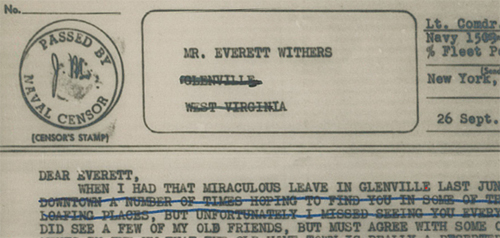 No.
PASSED BY
NAVAL CENSOR
(CENSOR'S STAMP)
MR. EVERETT WITHERS
GLENVILLE,
WEST VIRGINIA
Lt. Comdr.
Navy
% Fleet Po
New York,
26 Sept.
DEAR EVERETT,
WHEN I HAD THAT MIRACULOUS LEAVE IN GLENVILLE LAST JUN
DOWNTOWN A NUMBER OF TIMES HOPING TO FIND YOU IN SOME OF T
LOAFING PLACES, BUT UNFORTUNATELY I MISSED SEEING YOU EVER
DID SEE A FEW OF MY OLD FRIENDS, BUT MUST AGREE WITH SOME